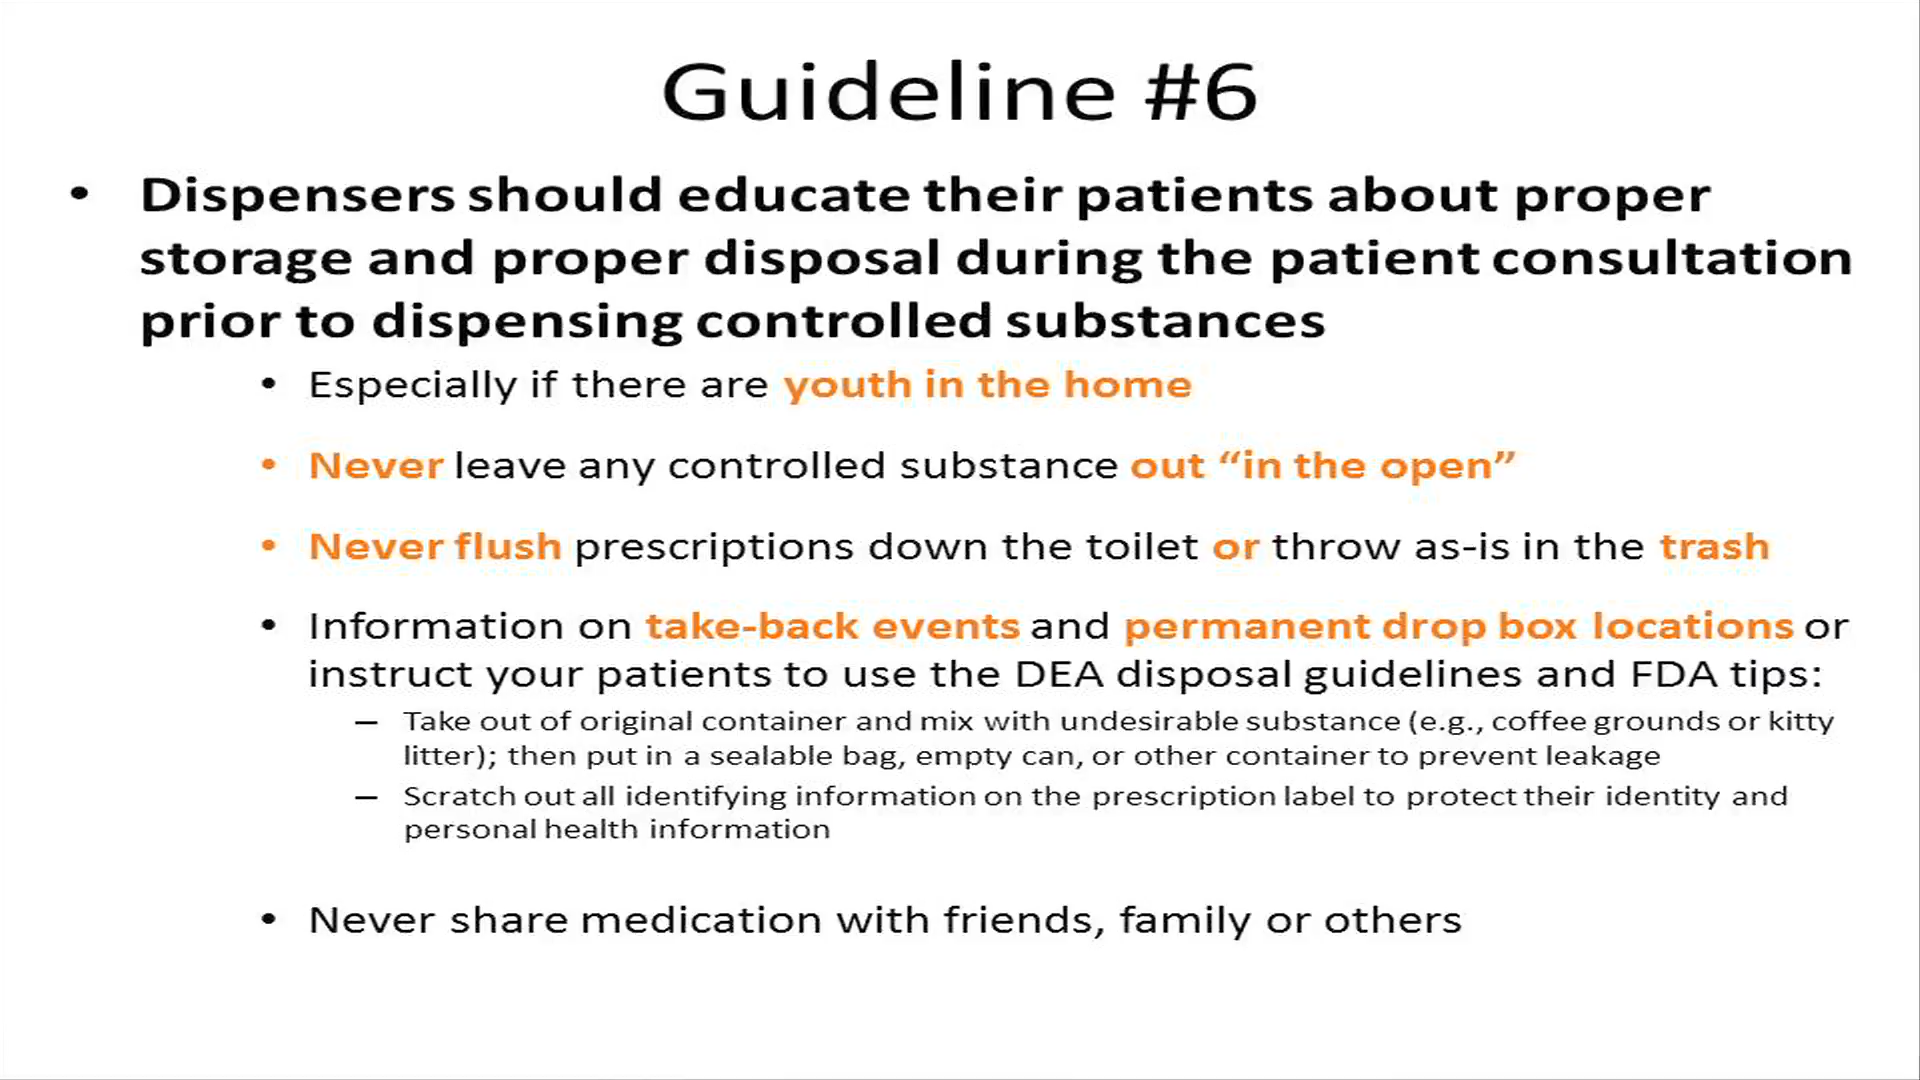 Guideline #6
• Dispensers should educate their patients about proper
storage and proper disposal during the patient consultation
prior to dispensing controlled substances
• Especially if there are youth in the home
• Never leave any controlled substance out “in the open”
• Never flush prescriptions down the toilet or throw as-is in the trash
• Information on take-back events and permanent drop box locations or
instruct your patients to use the DEA disposal guidelines and FDA tips:
– Take out of original container and mix with undesirable substance (e.g., coffee grounds or kitty
litter); then put in a sealable bag, empty can, or other container to prevent leakage
– Scratch out all identifying information on the prescription label to protect their identity and
personal health information
• Never share medication with friends, family or others